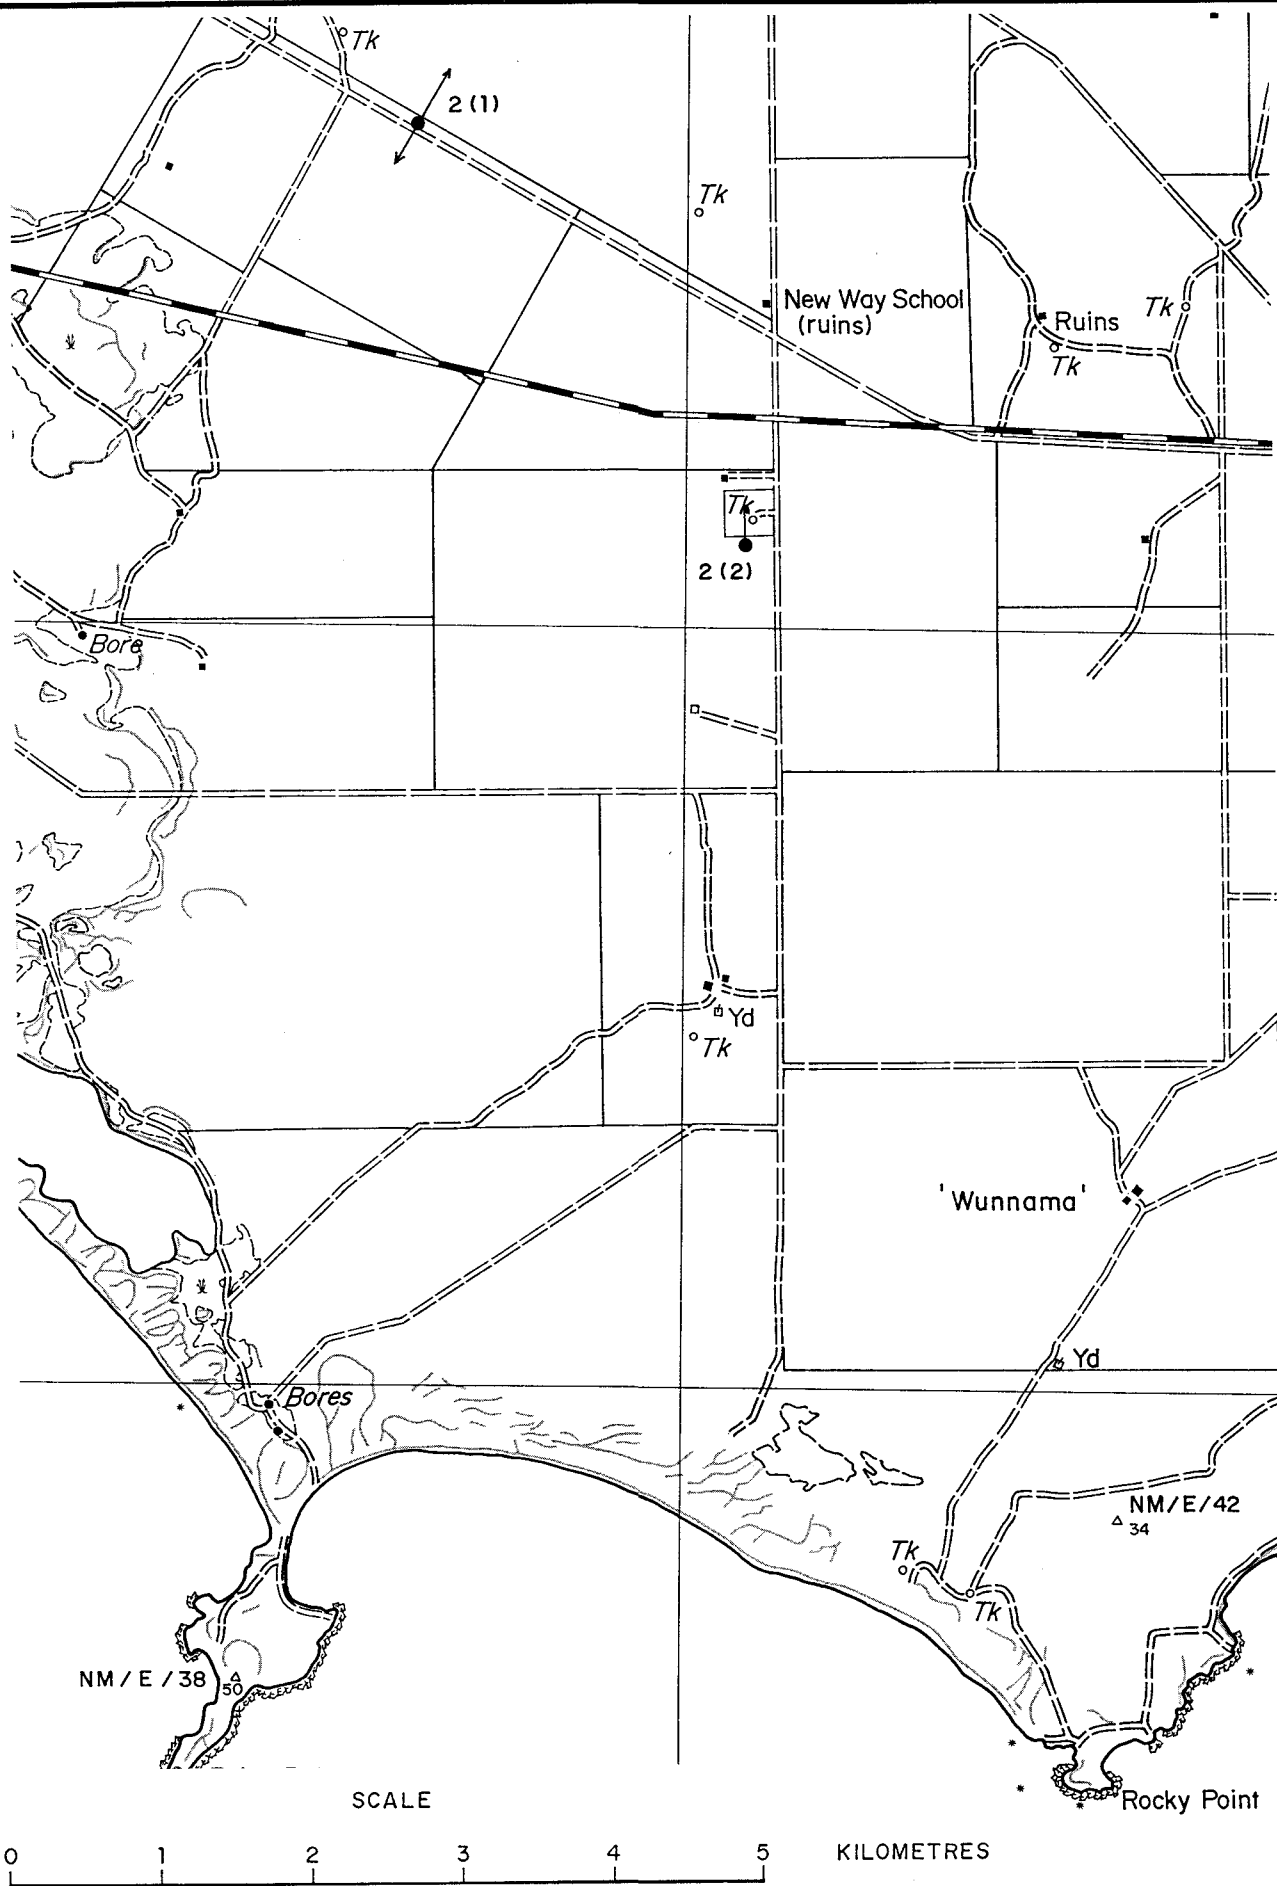 Tk
2 (1)
Tk
New Way School
(ruins)
Tk
Ruins
Tk
Tk
2 (2)
Bore
Yd
Tk
'Wunnama'
Yd
Bores
NM/E/42
34
Tk
Tk
NM/E/38
50
Rocky Point
SCALE
0 1 2 3 4 5 KILOMETRES